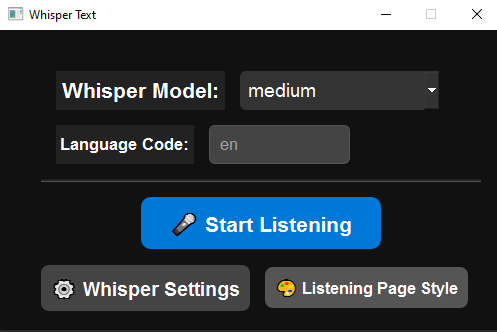 Whisper Text
Whisper Model: medium
Language Code: en
🎤 Start Listening
⚙ Whisper Settings 🎨 Listening Page Style